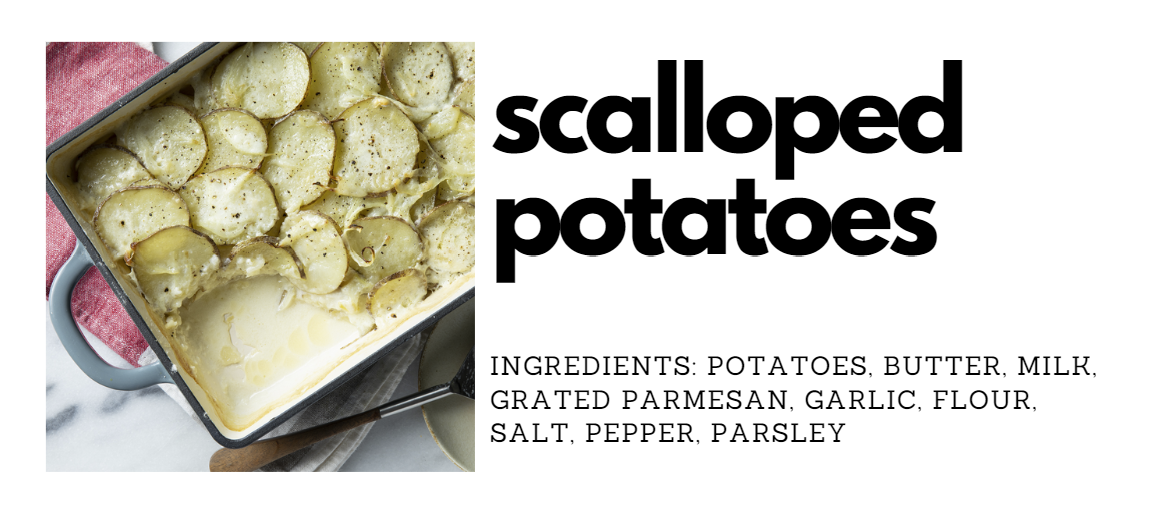 scalloped
potatoes
INGREDIENTS: POTATOES, BUTTER, MILK,
GRATED PARMESAN, GARLIC, FLOUR,
SALT, PEPPER, PARSLEY